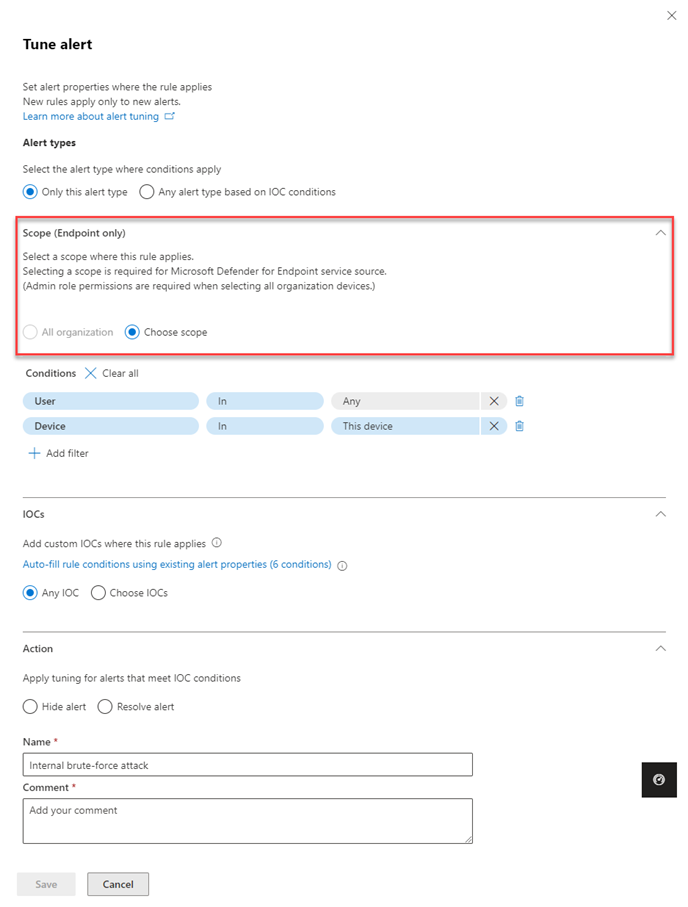 Tune alert
Set alert properties where the rule applies
New rules apply only to new alerts.
Learn more about alert tuning
Alert types
Select the alert type where conditions apply
Only this alert type Any alert type based on IOC conditions
Scope (Endpoint only)
Select a scope where this rule applies.
Selecting a scope is required for Microsoft Defender for Endpoint service source.
(Admin role permissions are required when selecting all organization devices.)
All organization Choose scope
Conditions Clear all
User In Any
Device In This device
Add filter
IOCs
Add custom IOCs where this rule applies
Auto-fill rule conditions using existing alert properties (6 conditions)
Any IOC Choose IOCs
Action
Apply tuning for alerts that meet IOC conditions
Hide alert Resolve alert
Name *
Internal brute-force attack
Comment *
Add your comment
Save Cancel